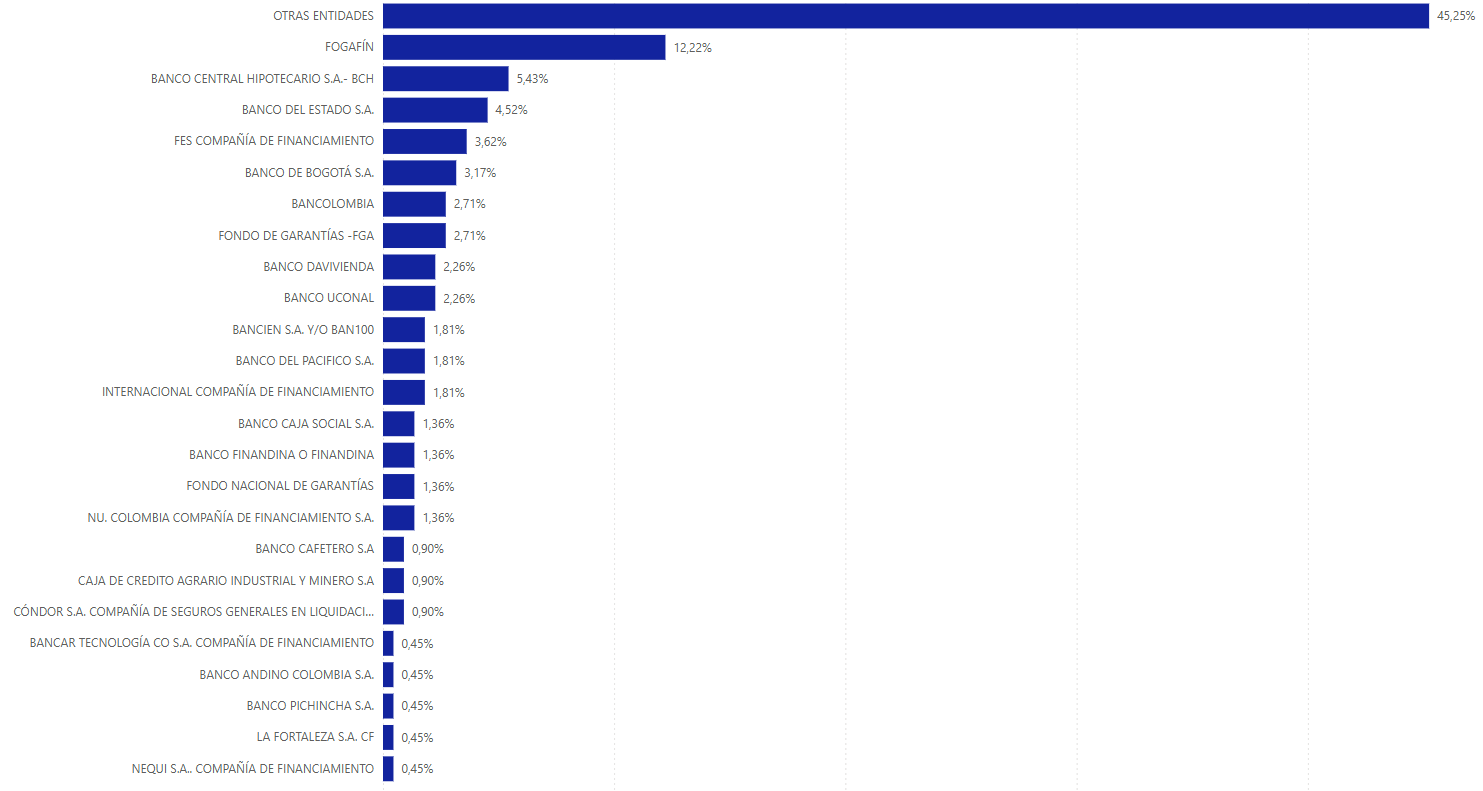 OTRAS ENTIDADES 45,25%
FOGAFÍN 12,22%
BANCO CENTRAL HIPOTECARIO S.A.- BCH 5,43%
BANCO DEL ESTADO S.A. 4,52%
FES COMPAÑÍA DE FINANCIAMIENTO 3,62%
BANCO DE BOGOTÁ S.A. 3,17%
BANCOLOMBIA 2,71%
FONDO DE GARANTÍAS -FGA 2,71%
BANCO DAVIVIENDA 2,26%
BANCO UCONAL 2,26%
BANCIEN S.A. Y/O BAN100 1,81%
BANCO DEL PACIFICO S.A. 1,81%
INTERNACIONAL COMPAÑÍA DE FINANCIAMIENTO 1,81%
BANCO CAJA SOCIAL S.A. 1,36%
BANCO FINANDINA O FINANDINA 1,36%
FONDO NACIONAL DE GARANTÍAS 1,36%
NU. COLOMBIA COMPAÑÍA DE FINANCIAMIENTO S.A. 1,36%
BANCO CAFETERO S.A 0,90%
CAJA DE CREDITO AGRARIO INDUSTRIAL Y MINERO S.A 0,90%
CÓNDOR S.A. COMPAÑÍA DE SEGUROS GENERALES EN LIQUIDACI... 0,90%
BANCAR TECNOLOGÍA CO S.A. COMPAÑÍA DE FINANCIAMIENTO 0,45%
BANCO ANDINO COLOMBIA S.A. 0,45%
BANCO PICHINCHA S.A. 0,45%
LA FORTALEZA S.A. CF 0,45%
NEQUI S.A.. COMPAÑÍA DE FINANCIAMIENTO 0,45%